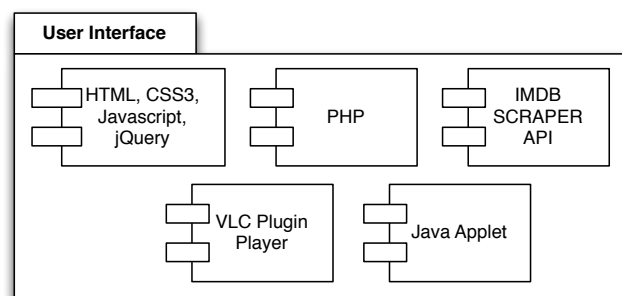 User Interface
HTML, CSS3,
Javascript,
jQuery
PHP
IMDB
SCRAPER
API
VLC Plugin
Player
Java Applet